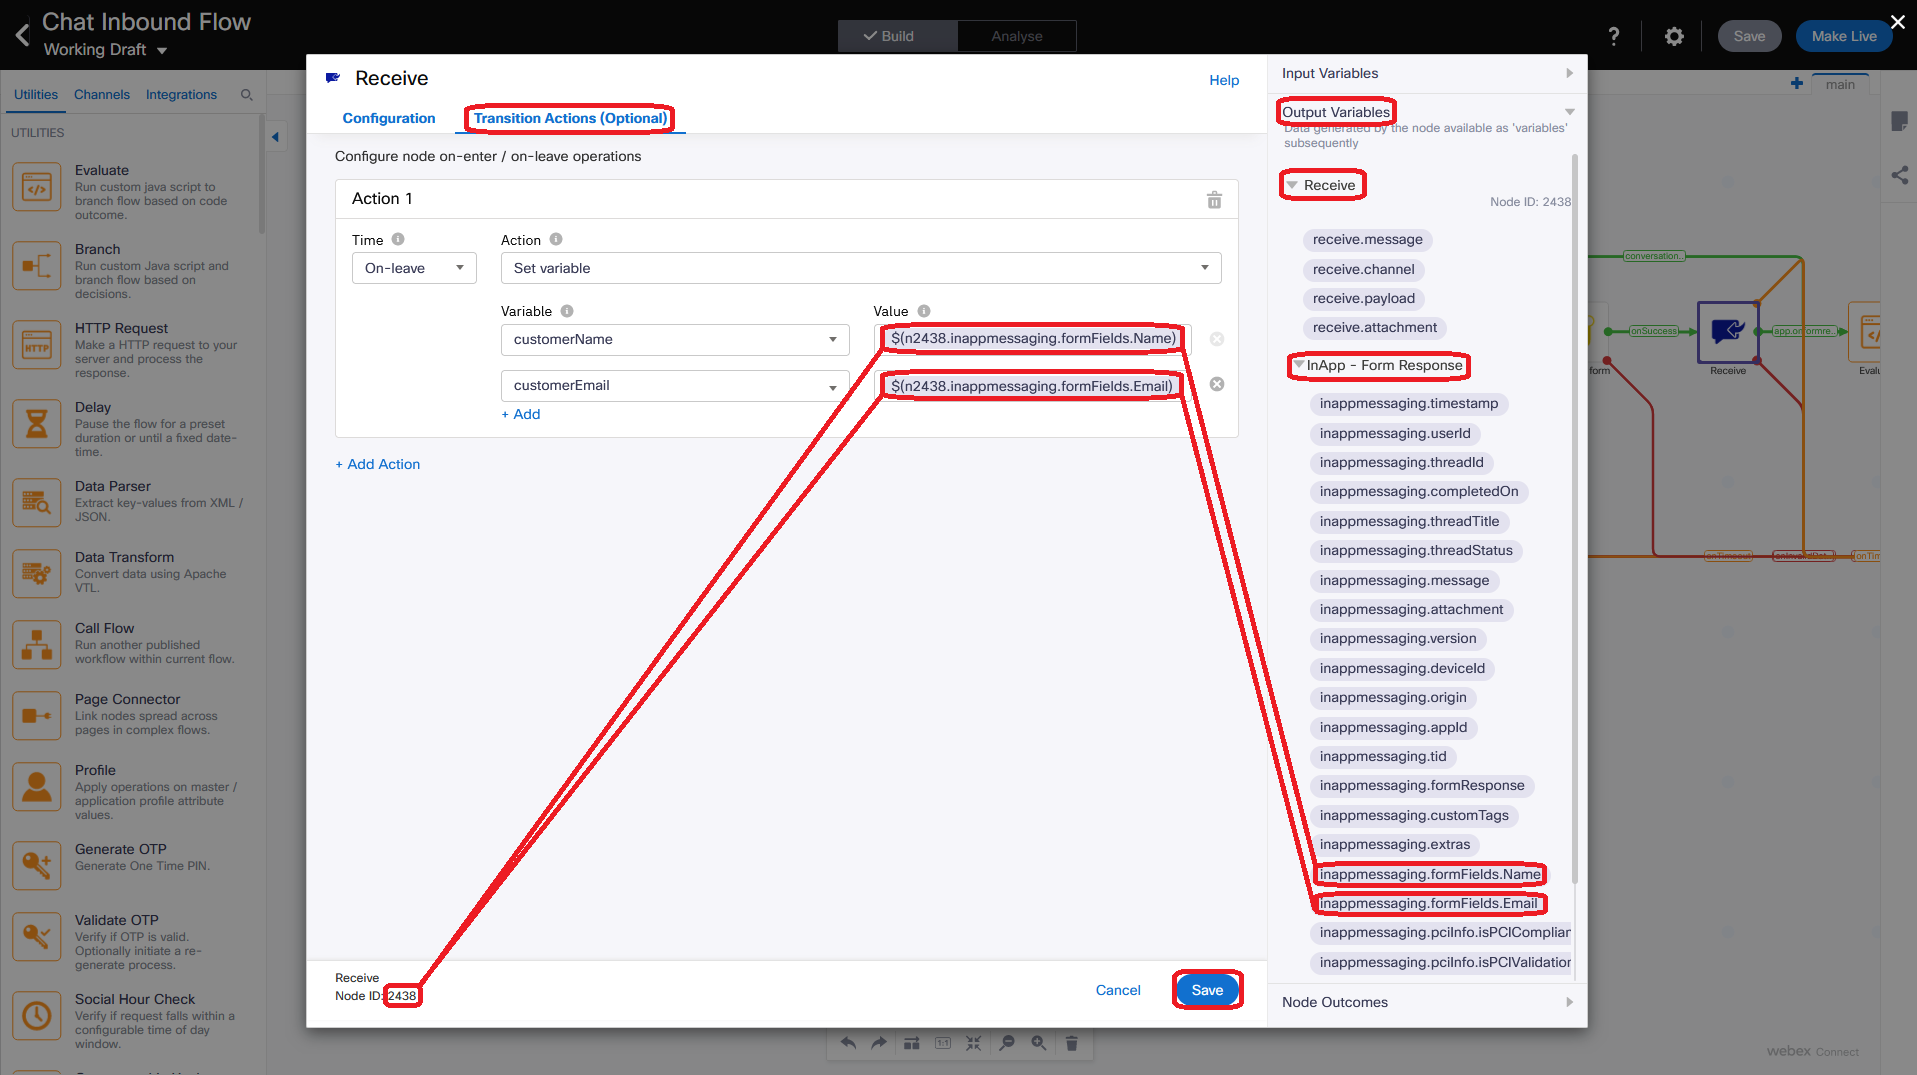 Chat Inbound Flow
Working Draft
Build
Analyse
?
Save
Make Live
Utilities
Channels
Integrations
UTILITIES
Evaluate
Run custom java script to
branch flow based on code
outcome.
Branch
Run custom Java script and
branch flow based on
decisions.
HTTP Request
Make a HTTP request to your
server and process the
response.
Delay
Pause the flow for a preset
duration or until a fixed date-
time.
Data Parser
Extract key-values from XML /
JSON.
Data Transform
Convert data using Apache
VTL.
Call Flow
Run another published
workflow within current flow.
Page Connector
Link nodes spread across
pages in complex flows.
Profile
Apply operations on master /
application profile attribute
values.
Generate OTP
Generate One Time PIN.
Validate OTP
Verify if OTP is valid.
Optionally initiate a re-
generate process.
Social Hour Check
Verify if request falls within a
configurable time of day
window.
Receive
Help
Configuration
Transition Actions (Optional)
Configure node on-enter / on-leave operations
Action 1
Time
Action
On-leave
Set variable
Variable
Value
customerName
$(n2438.inappmessaging.formFields.Name)
customerEmail
$(n2438.inappmessaging.formFields.Email)
+ Add
+ Add Action
Receive
Node ID: 2438
Cancel
Save
Input Variables
Output Variables
Data generated by the node available as 'variables'
subsequently
Receive
Node ID: 2438
receive.message
receive.channel
receive.payload
receive.attachment
InApp - Form Response
inappmessaging.timestamp
inappmessaging.userId
inappmessaging.threadId
inappmessaging.completedOn
inappmessaging.threadTitle
inappmessaging.threadStatus
inappmessaging.message
inappmessaging.attachment
inappmessaging.version
inappmessaging.deviceId
inappmessaging.origin
inappmessaging.appId
inappmessaging.tid
inappmessaging.formResponse
inappmessaging.customTags
inappmessaging.extras
inappmessaging.formFields.Name
inappmessaging.formFields.Email
inappmessaging.pciInfo.isPCIComplian
inappmessaging.pciInfo.isPCIValidation
Node Outcomes
main
conversation..
onSuccess
app.onformre..
form
Receive
Evalu
onTimeout
onInvalidDat..
onTim
1:1
webex Connect